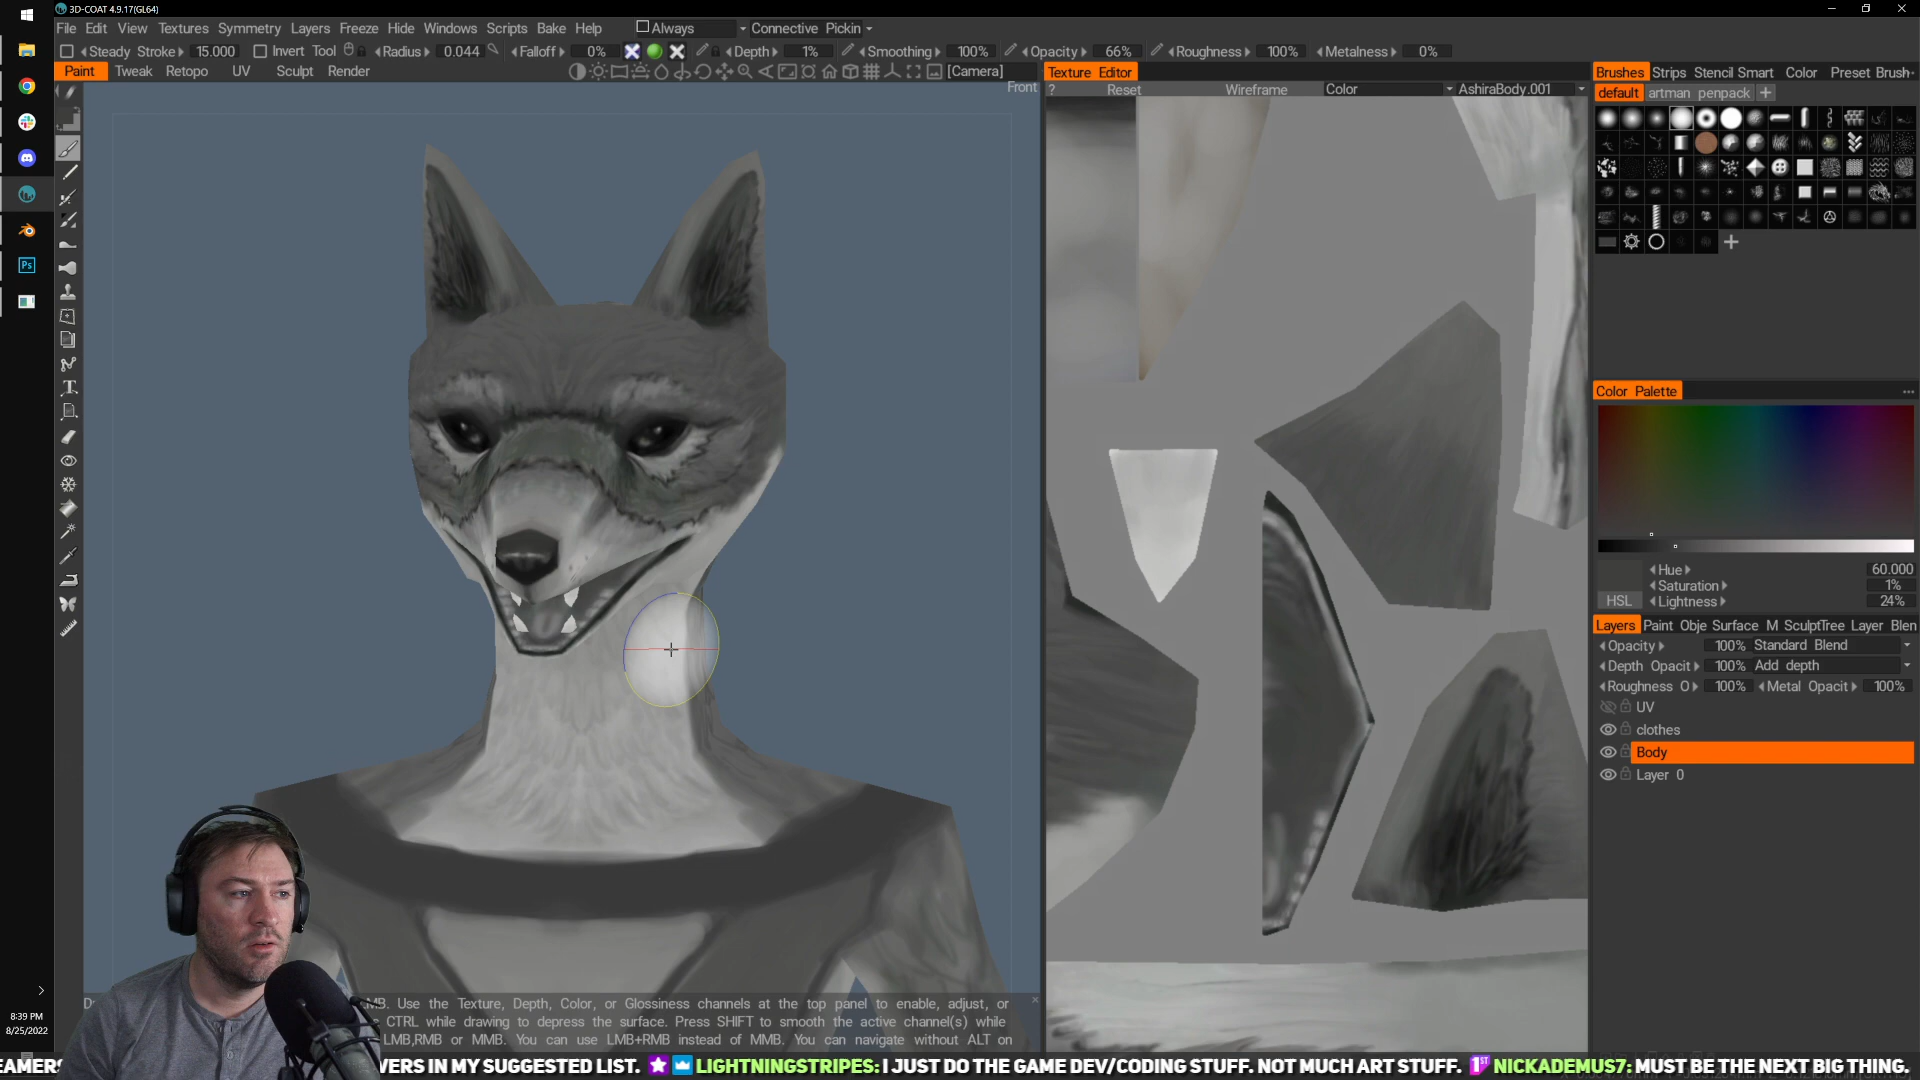 3D-COAT 4.9.17(GL64)
File Edit View Textures Symmetry Layers Freeze Hide Windows Scripts Bake Help Always Connective Pickin
Steady Stroke 15.000 Invert Tool Radius 0.044 Falloff 0% Depth 1% Smoothing 100% Opacity 66% Roughness 100% Metalness 0%
Paint Tweak Retopo UV Sculpt Render [Camera]
Front
Texture Editor
? Reset Wireframe Color AshiraBody.001
Brushes Strips Stencil Smart Color Preset Brush
default artman penpack +
Color Palette
Hue 60.000
Saturation 1%
HSL Lightness 24%
Layers Paint Obje Surface M SculptTree Layer Blen
Opacity 100% Standard Blend
Depth Opacit 100% Add depth
Roughness O 100% Metal Opacit 100%
UV
clothes
Body
Layer 0
Ps
8:39 PM
8/25/2022
MB. Use the Texture, Depth, Color, or Glossiness channels at the top panel to enable, adjust, or
CTRL while drawing to depress the surface. Press SHIFT to smooth the active channel(s) while
LMB,RMB or MMB. You can use LMB+RMB instead of MMB. You can navigate without ALT on
EAMERS VERS IN MY SUGGESTED LIST. LIGHTNINGSTRIPES: I JUST DO THE GAME DEV/CODING STUFF. NOT MUCH ART STUFF. 1ST NICKADEMUS7: MUST BE THE NEXT BIG THING.